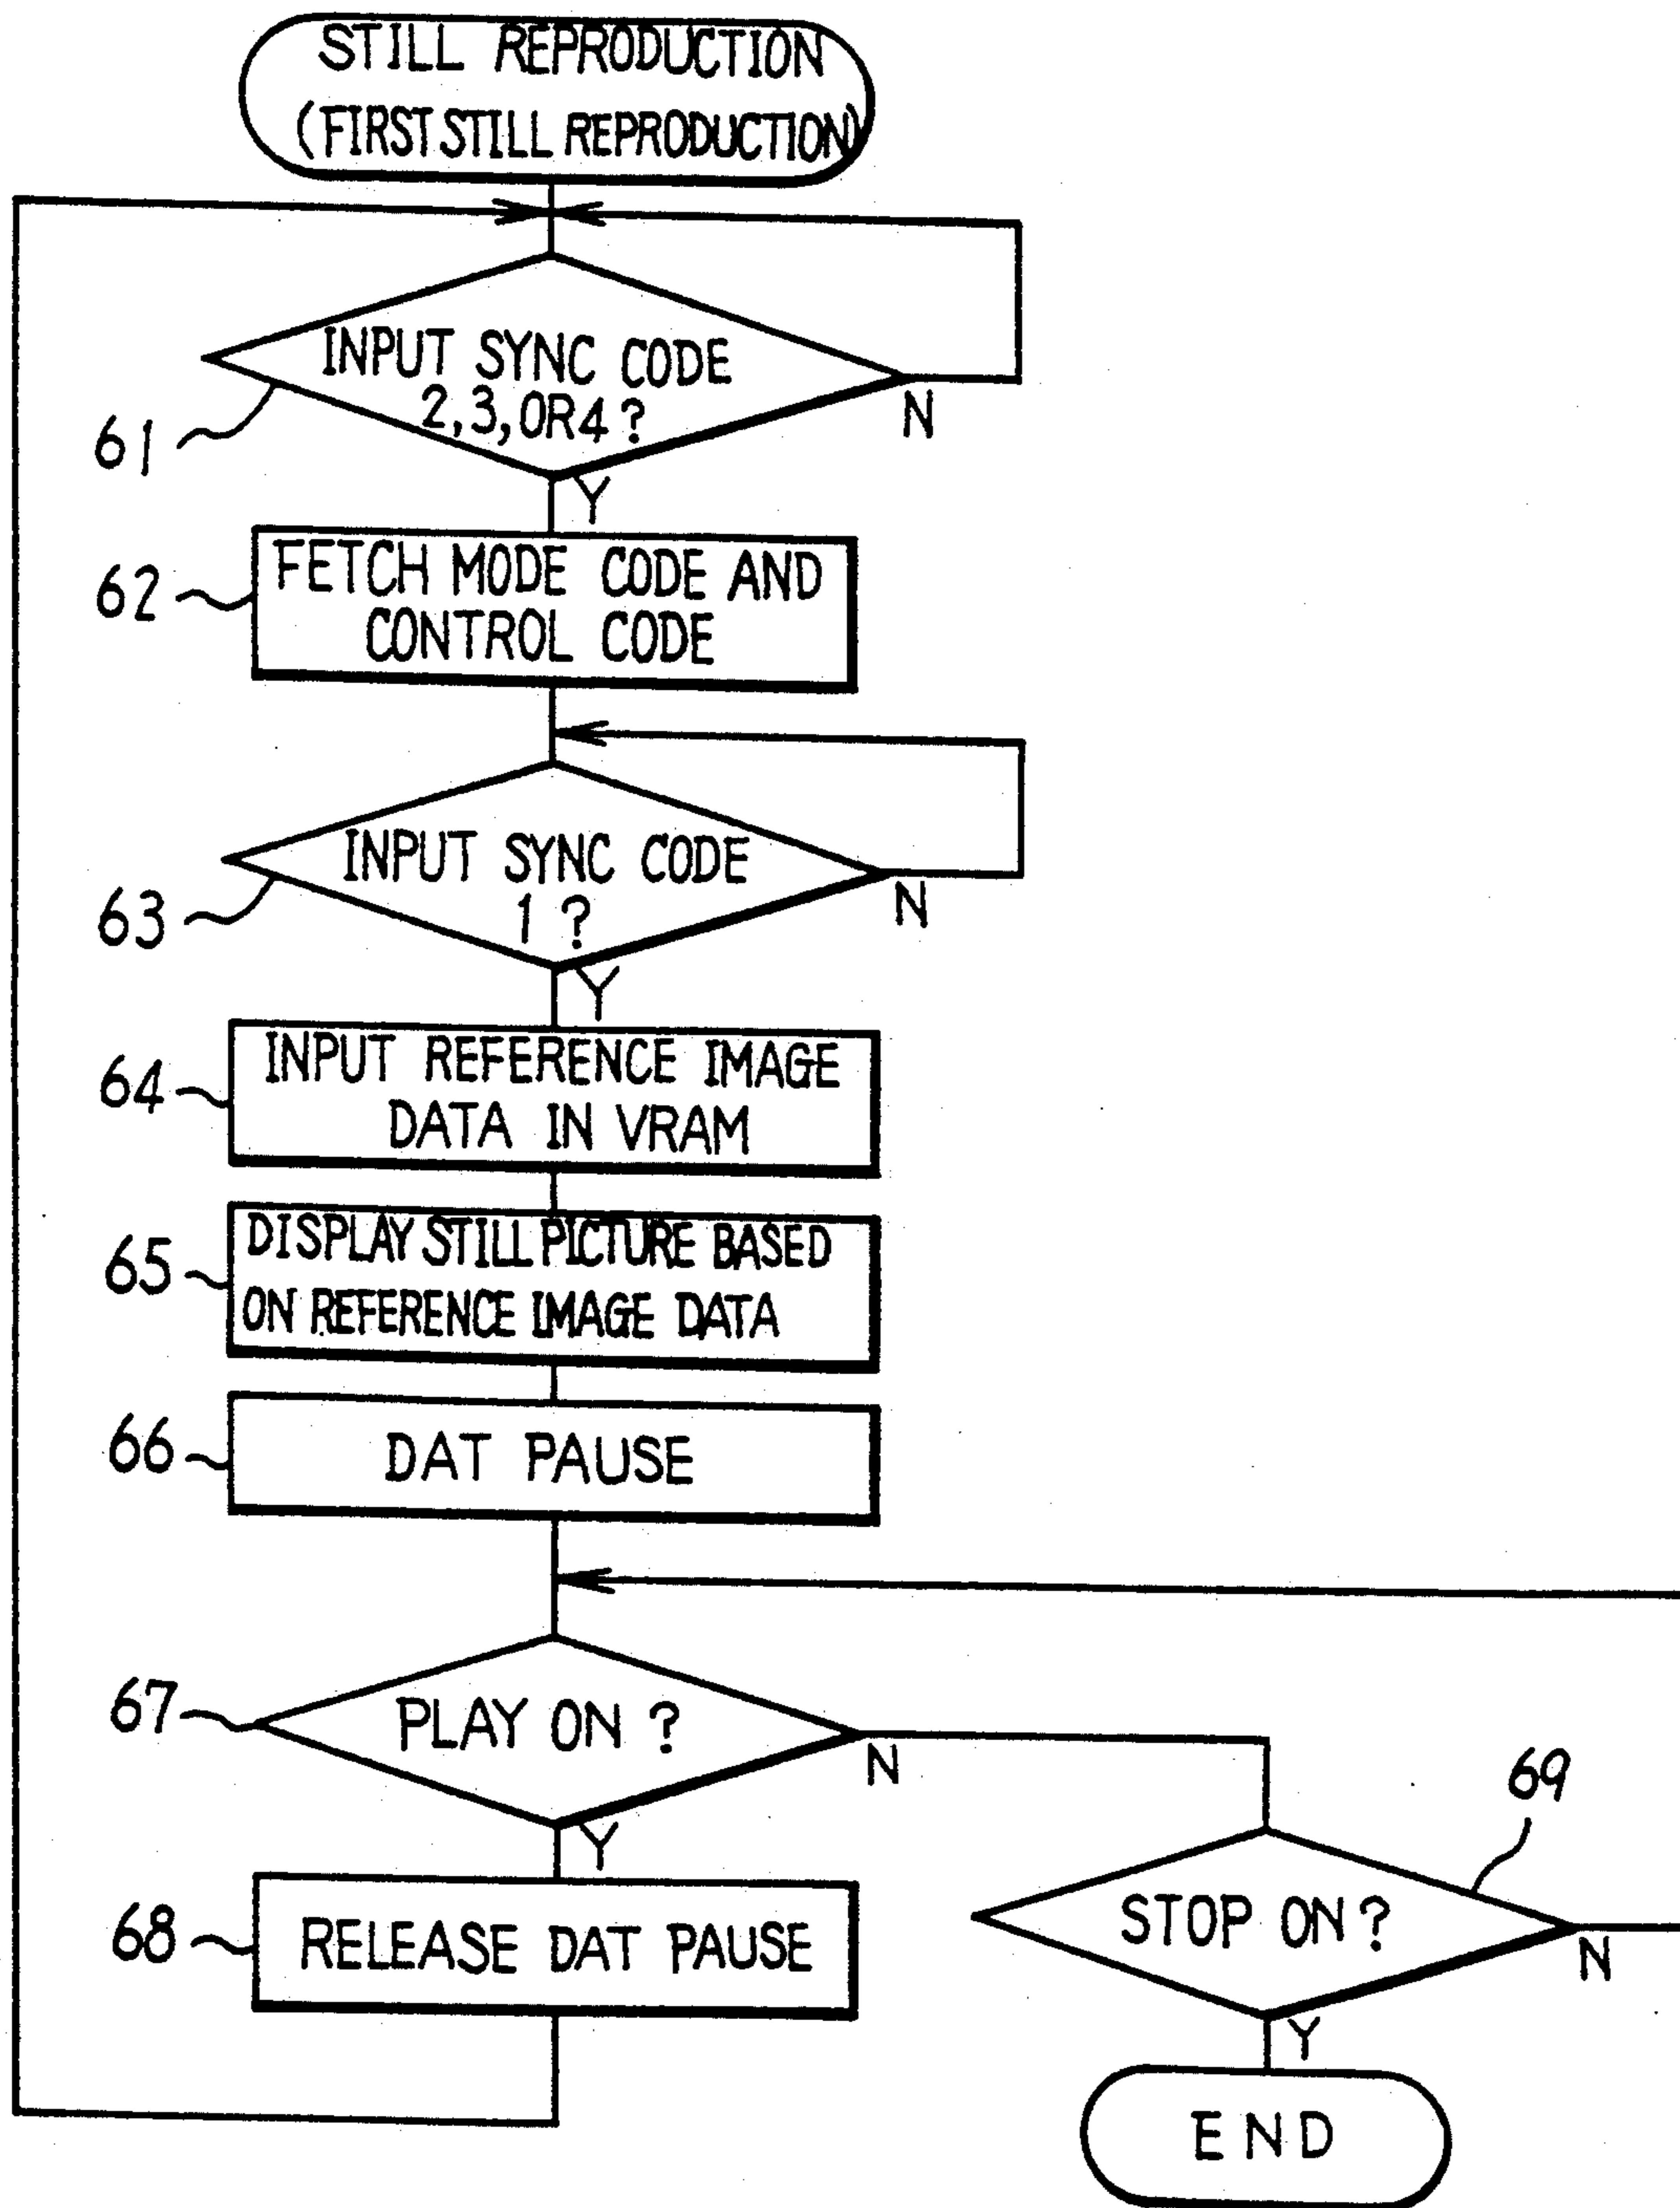 STILL REPRODUCTION
(FIRST STILL REPRODUCTION)
INPUT SYNC CODE
2,3,OR4?
61
N
Y
FETCH MODE CODE AND
CONTROL CODE
62
INPUT SYNC CODE
1?
63
N
Y
INPUT REFERENCE IMAGE
DATA IN VRAM
64
DISPLAY STILL PICTURE BASED
ON REFERENCE IMAGE DATA
65
DAT PAUSE
66
PLAY ON ?
67
N
Y
RELEASE DAT PAUSE
68
69
STOP ON ?
N
Y
END